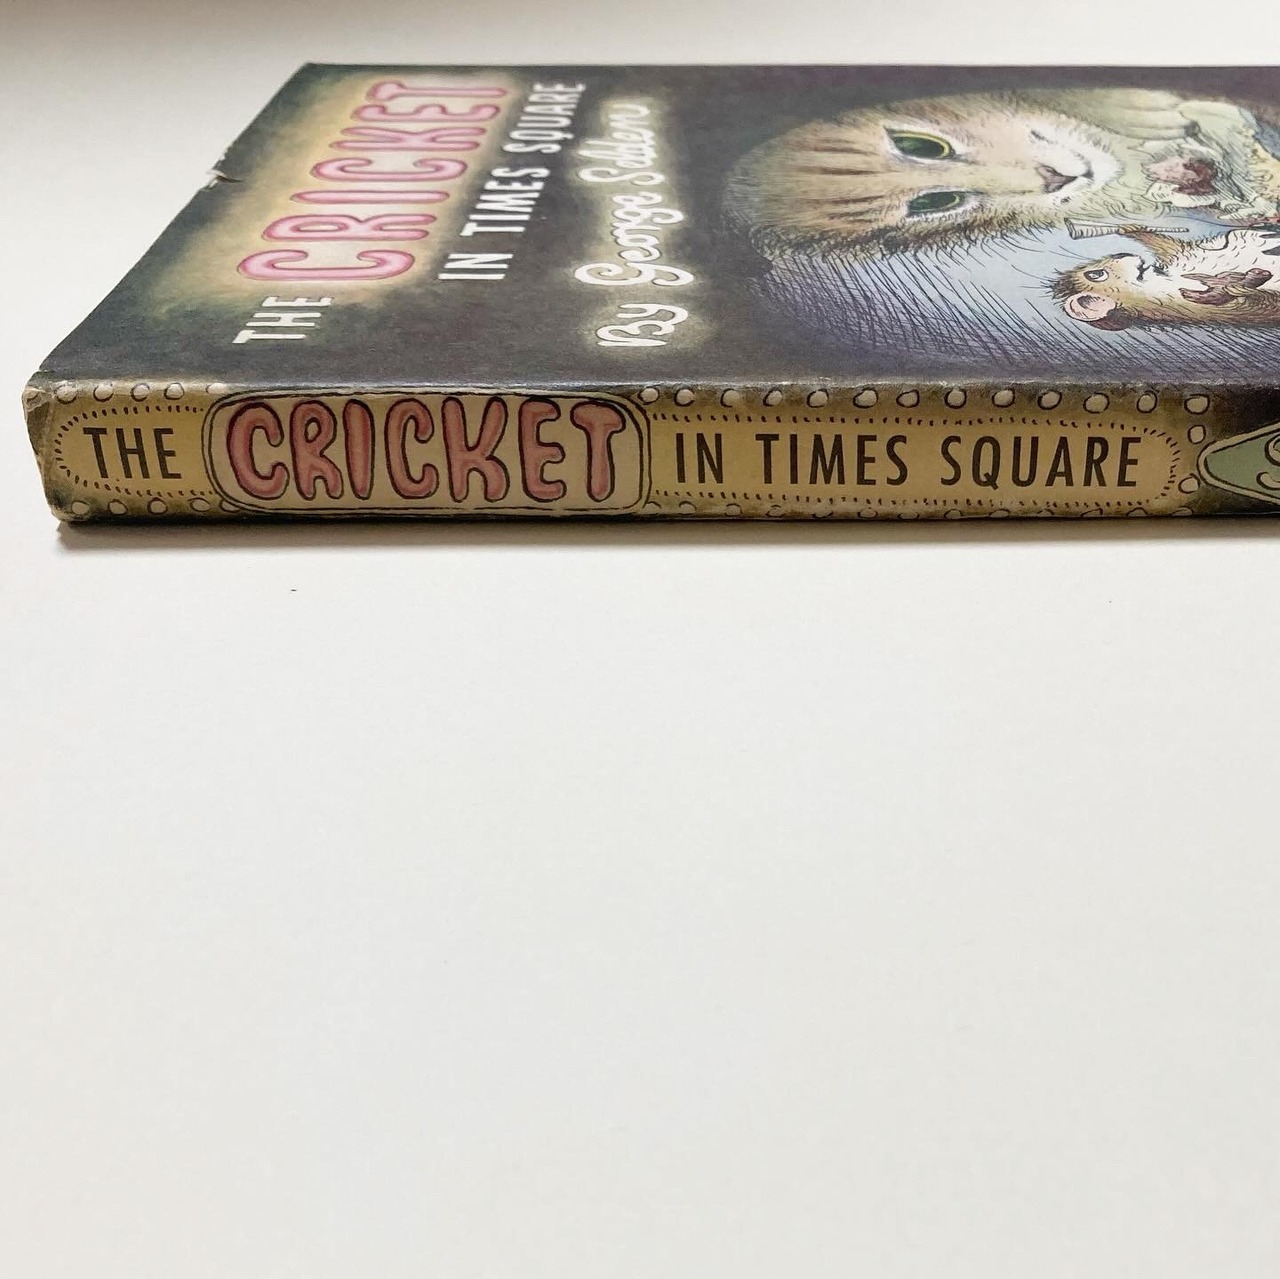 THE
CRICKET
IN TIMES SQUARE
By George Selden
THE CRICKET IN TIMES SQUARE S